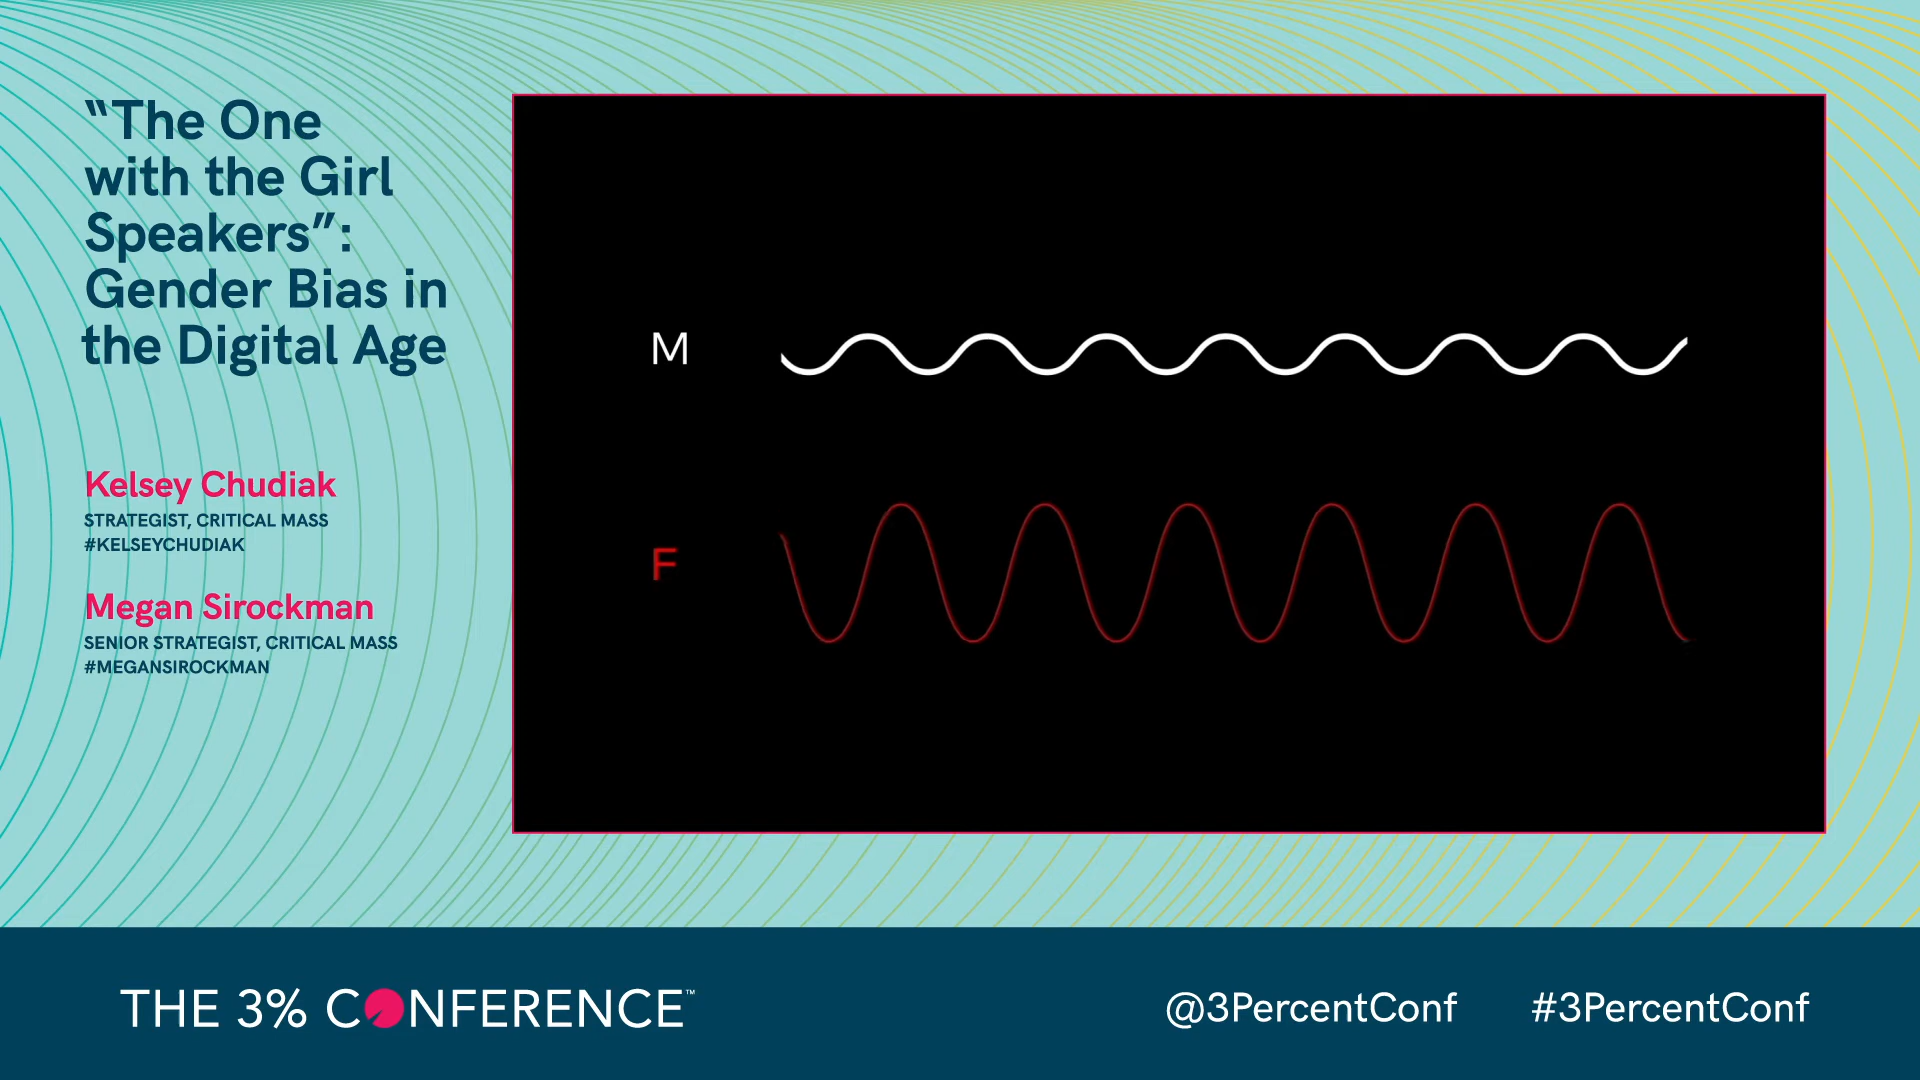 “The One
with the Girl
Speakers”:
Gender Bias in
the Digital Age
Kelsey Chudiak
STRATEGIST, CRITICAL MASS
#KELSEYCHUDIAK
Megan Sirockman
SENIOR STRATEGIST, CRITICAL MASS
#MEGANSIROCKMAN
M
F
THE 3% CONFERENCE™
@3PercentConf #3PercentConf